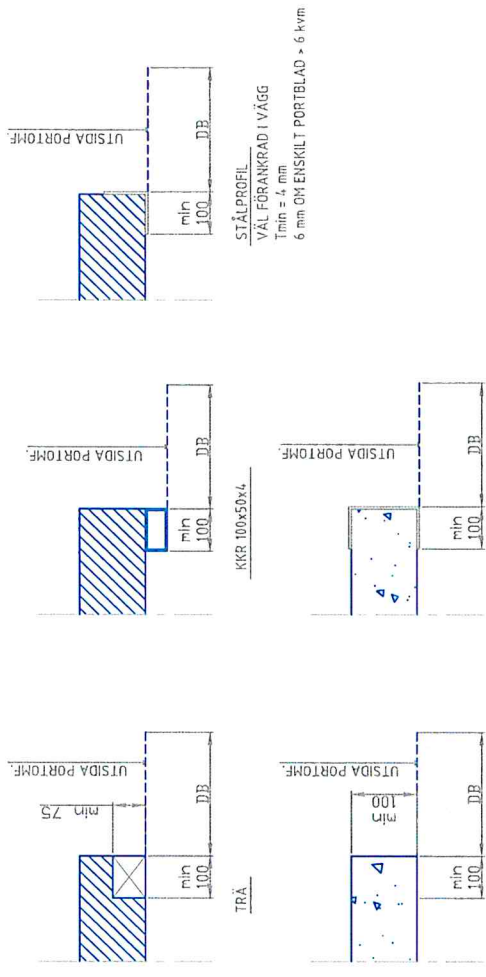 UTSIDA PORTOMF.
min 75
min
100
DB
TRÄ
UTSIDA PORTOMF.
min
100
DB
KKR 100x50x4
UTSIDA PORTOMF.
min
100
DB
STÅLPROFIL
VÄL FÖRANKRAD I VÄGG
Tmin = 4 mm
6 mm OM ENSKILT PORTBLAD > 6 kvm
UTSIDA PORTOMF.
min
100
min
100
DB
UTSIDA PORTOMF.
min
100
DB